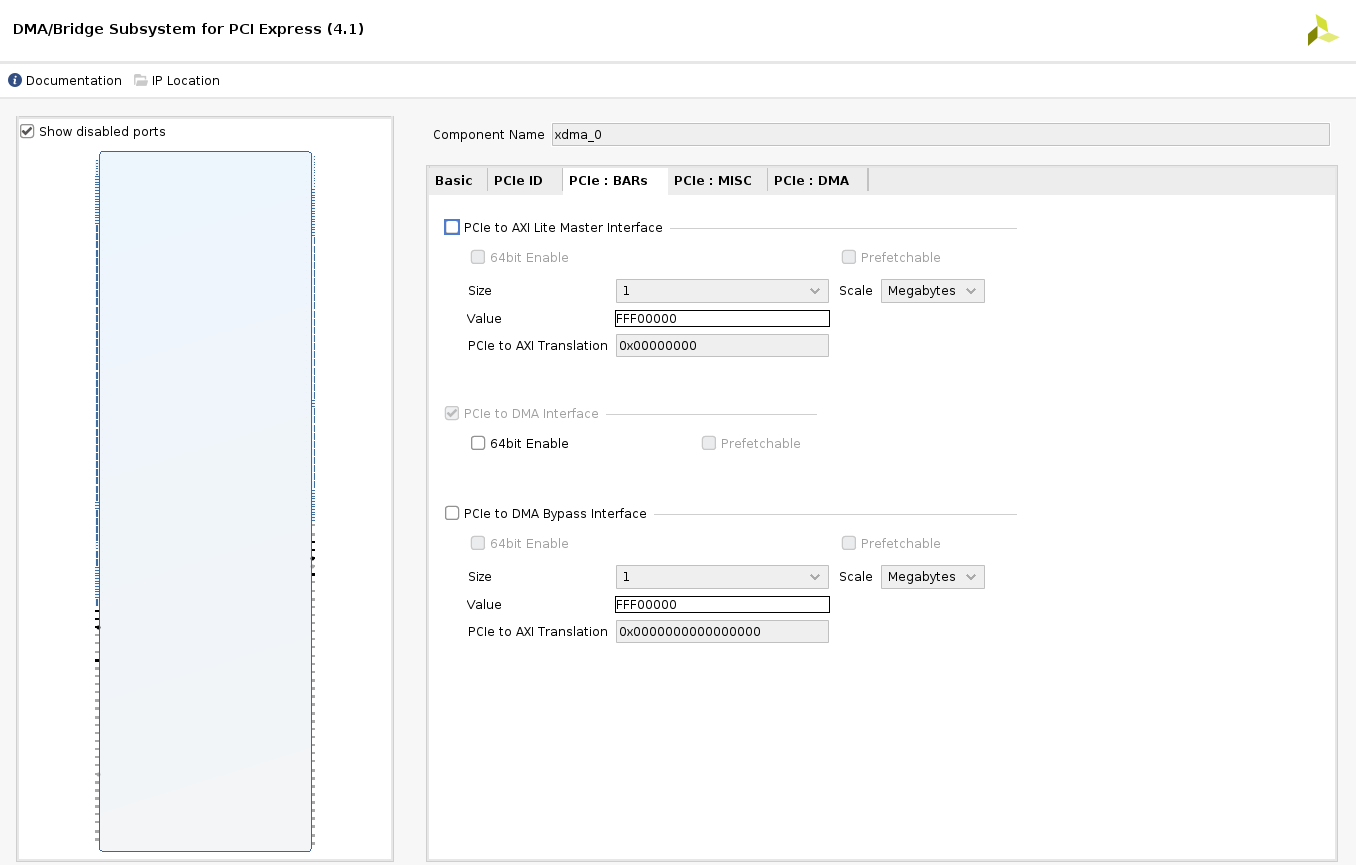 DMA/Bridge Subsystem for PCI Express (4.1)
Documentation IP Location
Show disabled ports
Component Name xdma_0
Basic PCIe ID PCIe : BARs PCIe : MISC PCIe : DMA
PCIe to AXI Lite Master Interface
64bit Enable Prefetchable
Size 1 Scale Megabytes
Value FFF00000
PCIe to AXI Translation 0x00000000
PCIe to DMA Interface
64bit Enable Prefetchable
PCIe to DMA Bypass Interface
64bit Enable Prefetchable
Size 1 Scale Megabytes
Value FFF00000
PCIe to AXI Translation 0x0000000000000000